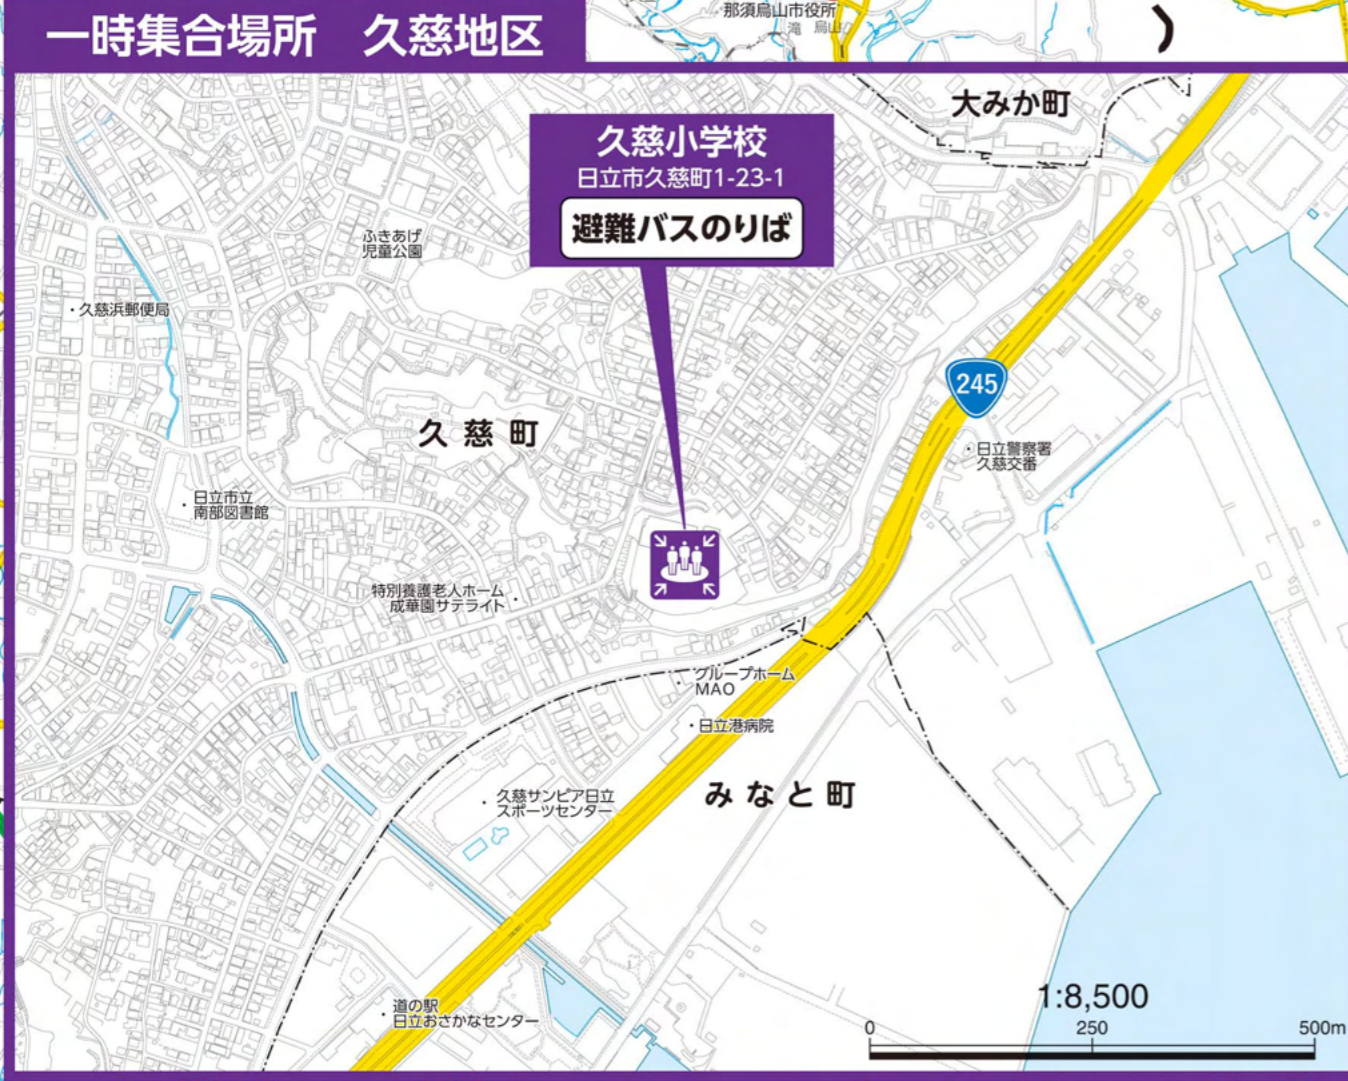 一時集合場所 久慈地区
那須烏山市役所
滝 烏山
大みか町
久慈小学校
日立市久慈町1-23-1
避難バスのりば
ふきあげ
児童公園
・久慈浜郵便局
245
久慈町
・日立警察署
久慈交番
・日立市立
南部図書館
特別養護老人ホーム・
成華園サテライト
・グループホーム
MAO
・日立港病院
みなと町
・久慈サンピア日立
スポーツセンター
1:8,500
0 250 500m
・道の駅
日立おさかなセンター